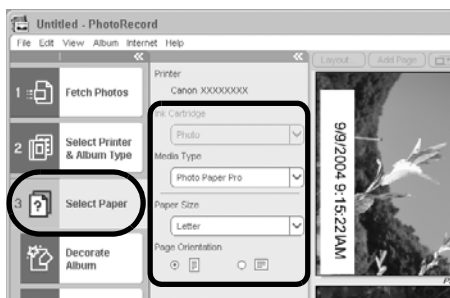 Untitled - PhotoRecord
File Edit View Album Internet Help
1 Fetch Photos
2 Select Printer
& Album Type
3 Select Paper
Decorate
Album
Printer
Canon XXXXXXXX
Ink Cartridge
Photo
Media Type
Photo Paper Pro
Paper Size
Letter
Page Orientation
Layout...
Add Page
9/9/2004 9:15:22 AM